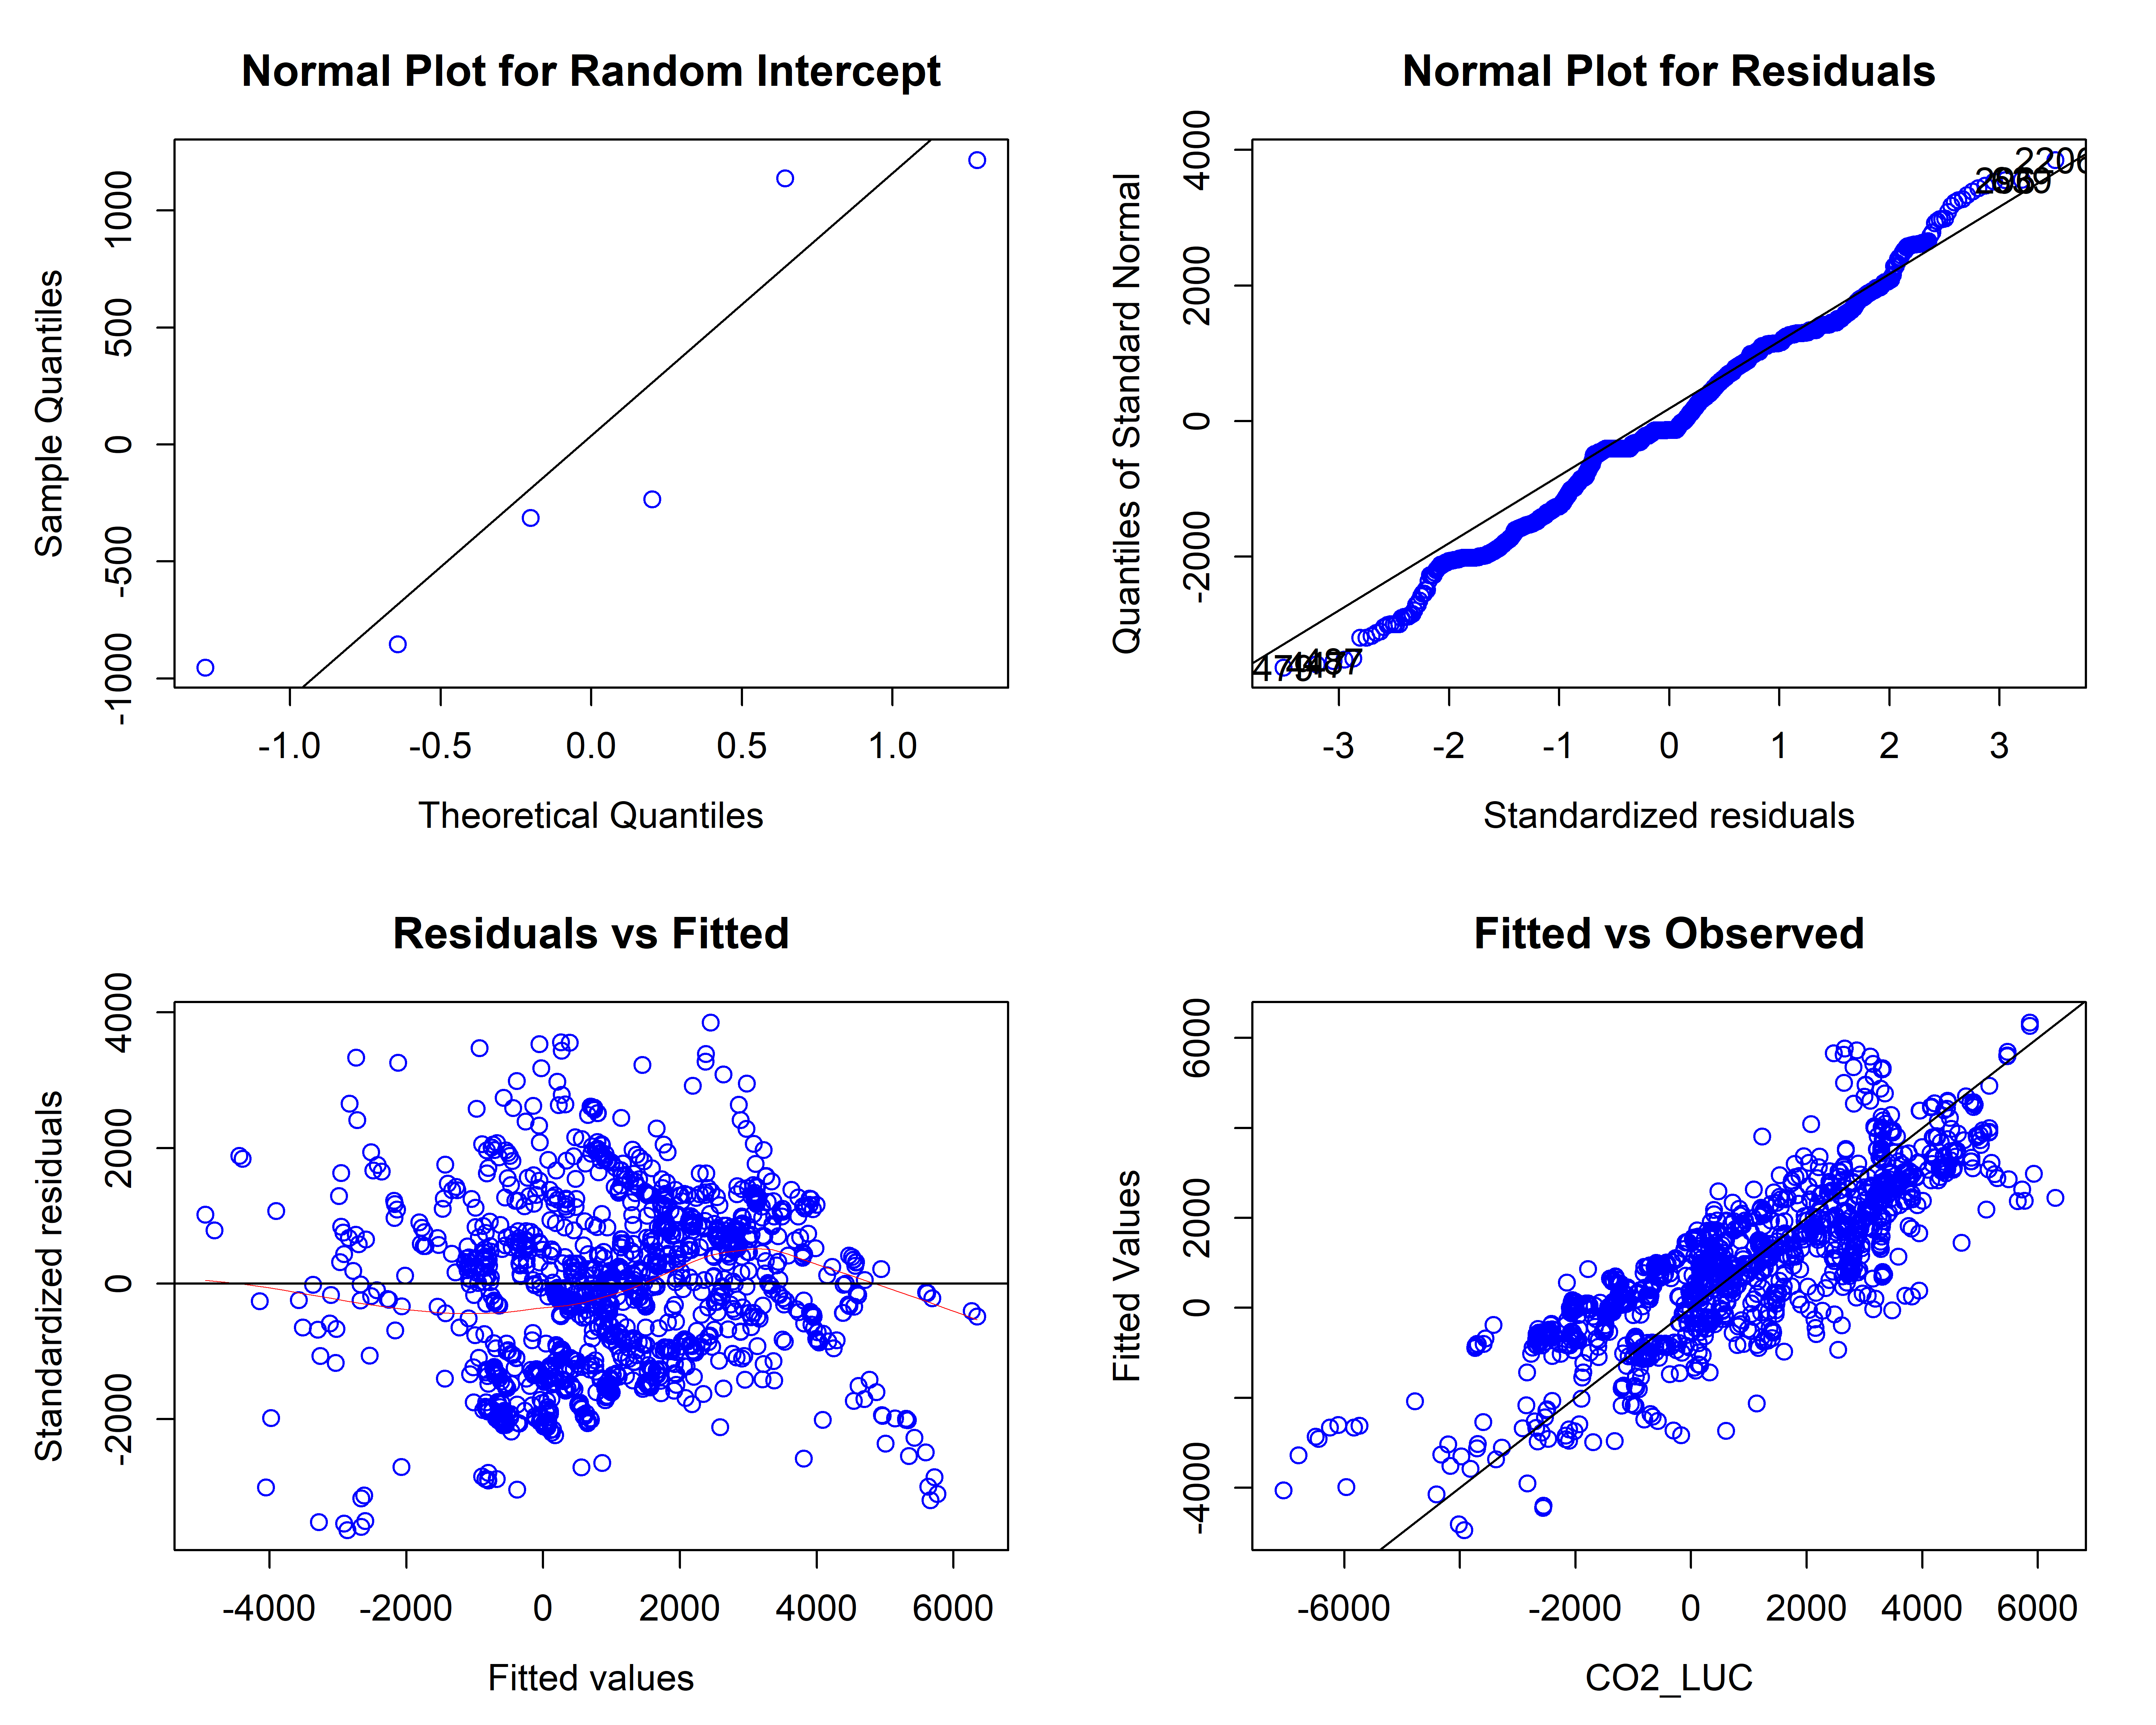 Normal Plot for Random Intercept
Sample Quantiles
1000
500
0
-500
-1000
-1.0 -0.5 0.0 0.5 1.0
Theoretical Quantiles
Normal Plot for Residuals
Quantiles of Standard Normal
4000
2000
0
-2000
-3 -2 -1 0 1 2 3
Standardized residuals
Residuals vs Fitted
Standardized residuals
4000
2000
0
-2000
-4000 -2000 0 2000 4000 6000
Fitted values
Fitted vs Observed
Fitted Values
6000
2000
0
-4000
-6000 -2000 0 2000 4000 6000
CO2_LUC